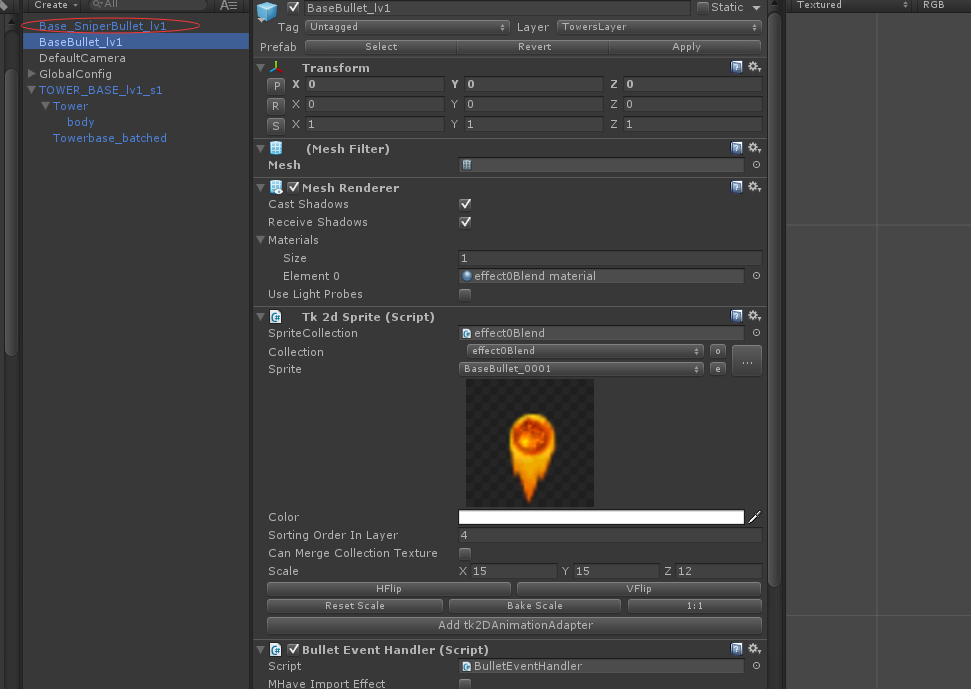 Create All
Base_SniperBullet_lv1
BaseBullet_lv1
DefaultCamera
GlobalConfig
TOWER_BASE_lv1_s1
Tower
body
Towerbase_batched
BaseBullet_lv1 Static
Tag Untagged Layer TowersLayer
Prefab Select Revert Apply
Transform
P X 0 Y 0 Z 0
R X 0 Y 0 Z 0
S X 1 Y 1 Z 1
(Mesh Filter)
Mesh
Mesh Renderer
Cast Shadows
Receive Shadows
Materials
Size 1
Element 0 effect0Blend material
Use Light Probes
Tk 2d Sprite (Script)
SpriteCollection effect0Blend
Collection effect0Blend o ...
Sprite BaseBullet_0001 e
Color
Sorting Order In Layer 4
Can Merge Collection Texture
Scale X 15 Y 15 Z 12
HFlip VFlip
Reset Scale Bake Scale 1:1
Add tk2DAnimationAdapter
Bullet Event Handler (Script)
Script BulletEventHandler
MHave Import Effect
Textured RGB